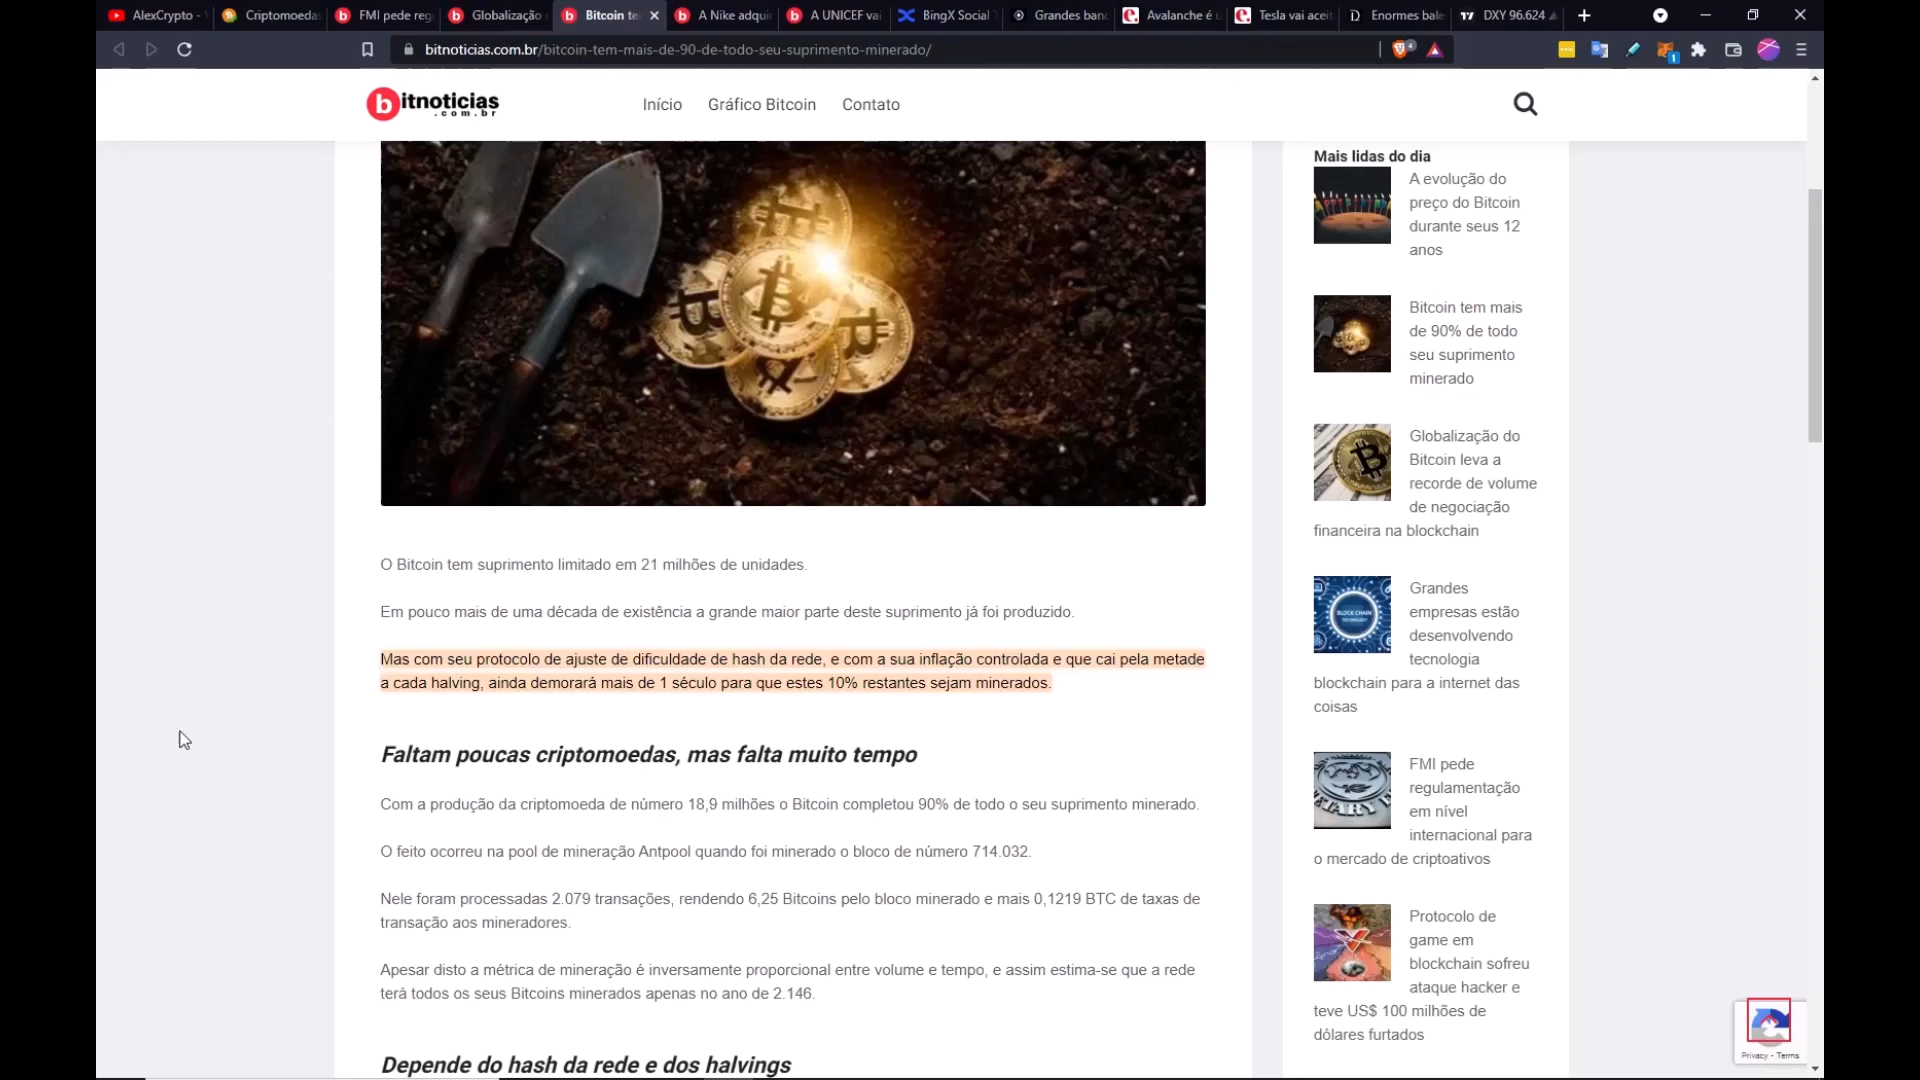 AlexCrypto -
Criptomoeda
FMI pede reg
Globalização
Bitcoin te
A Nike adqui
A UNICEF va
BingX Social
Grandes banc
Avalanche é
Tesla vai aceit
Enormes bale
DXY 96.624
bitnoticias.com.br/bitcoin-tem-mais-de-90-de-todo-seu-suprimento-minerado/
bitnoticias
.com.br
Início
Gráfico Bitcoin
Contato
O Bitcoin tem suprimento limitado em 21 milhões de unidades.
Em pouco mais de uma década de existência a grande maior parte deste suprimento já foi produzido.
Mas com seu protocolo de ajuste de dificuldade de hash da rede, e com a sua inflação controlada e que cai pela metade
a cada halving, ainda demorará mais de 1 século para que estes 10% restantes sejam minerados.
Faltam poucas criptomoedas, mas falta muito tempo
Com a produção da criptomoeda de número 18,9 milhões o Bitcoin completou 90% de todo o seu suprimento minerado.
O feito ocorreu na pool de mineração Antpool quando foi minerado o bloco de número 714.032.
Nele foram processadas 2.079 transações, rendendo 6,25 Bitcoins pelo bloco minerado e mais 0,1219 BTC de taxas de
transação aos mineradores.
Apesar disto a métrica de mineração é inversamente proporcional entre volume e tempo, e assim estima-se que a rede
terá todos os seus Bitcoins minerados apenas no ano de 2.146.
Depende do hash da rede e dos halvings
Mais lidas do dia
A evolução do
preço do Bitcoin
durante seus 12
anos
Bitcoin tem mais
de 90% de todo
seu suprimento
minerado
Globalização do
Bitcoin leva a
recorde de volume
de negociação
financeira na blockchain
Grandes
empresas estão
desenvolvendo
tecnologia
blockchain para a internet das
coisas
BLOCK CHAIN
FMI pede
regulamentação
em nível
internacional para
o mercado de criptoativos
Protocolo de
game em
blockchain sofreu
ataque hacker e
teve US$ 100 milhões de
dólares furtados
Privacy - Terms